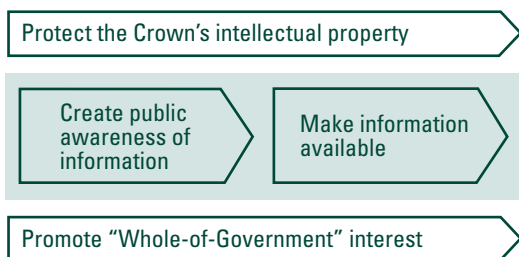 Protect the Crown’s intellectual property
Create public
awareness of
information
Make information
available
Promote “Whole-of-Government” interest